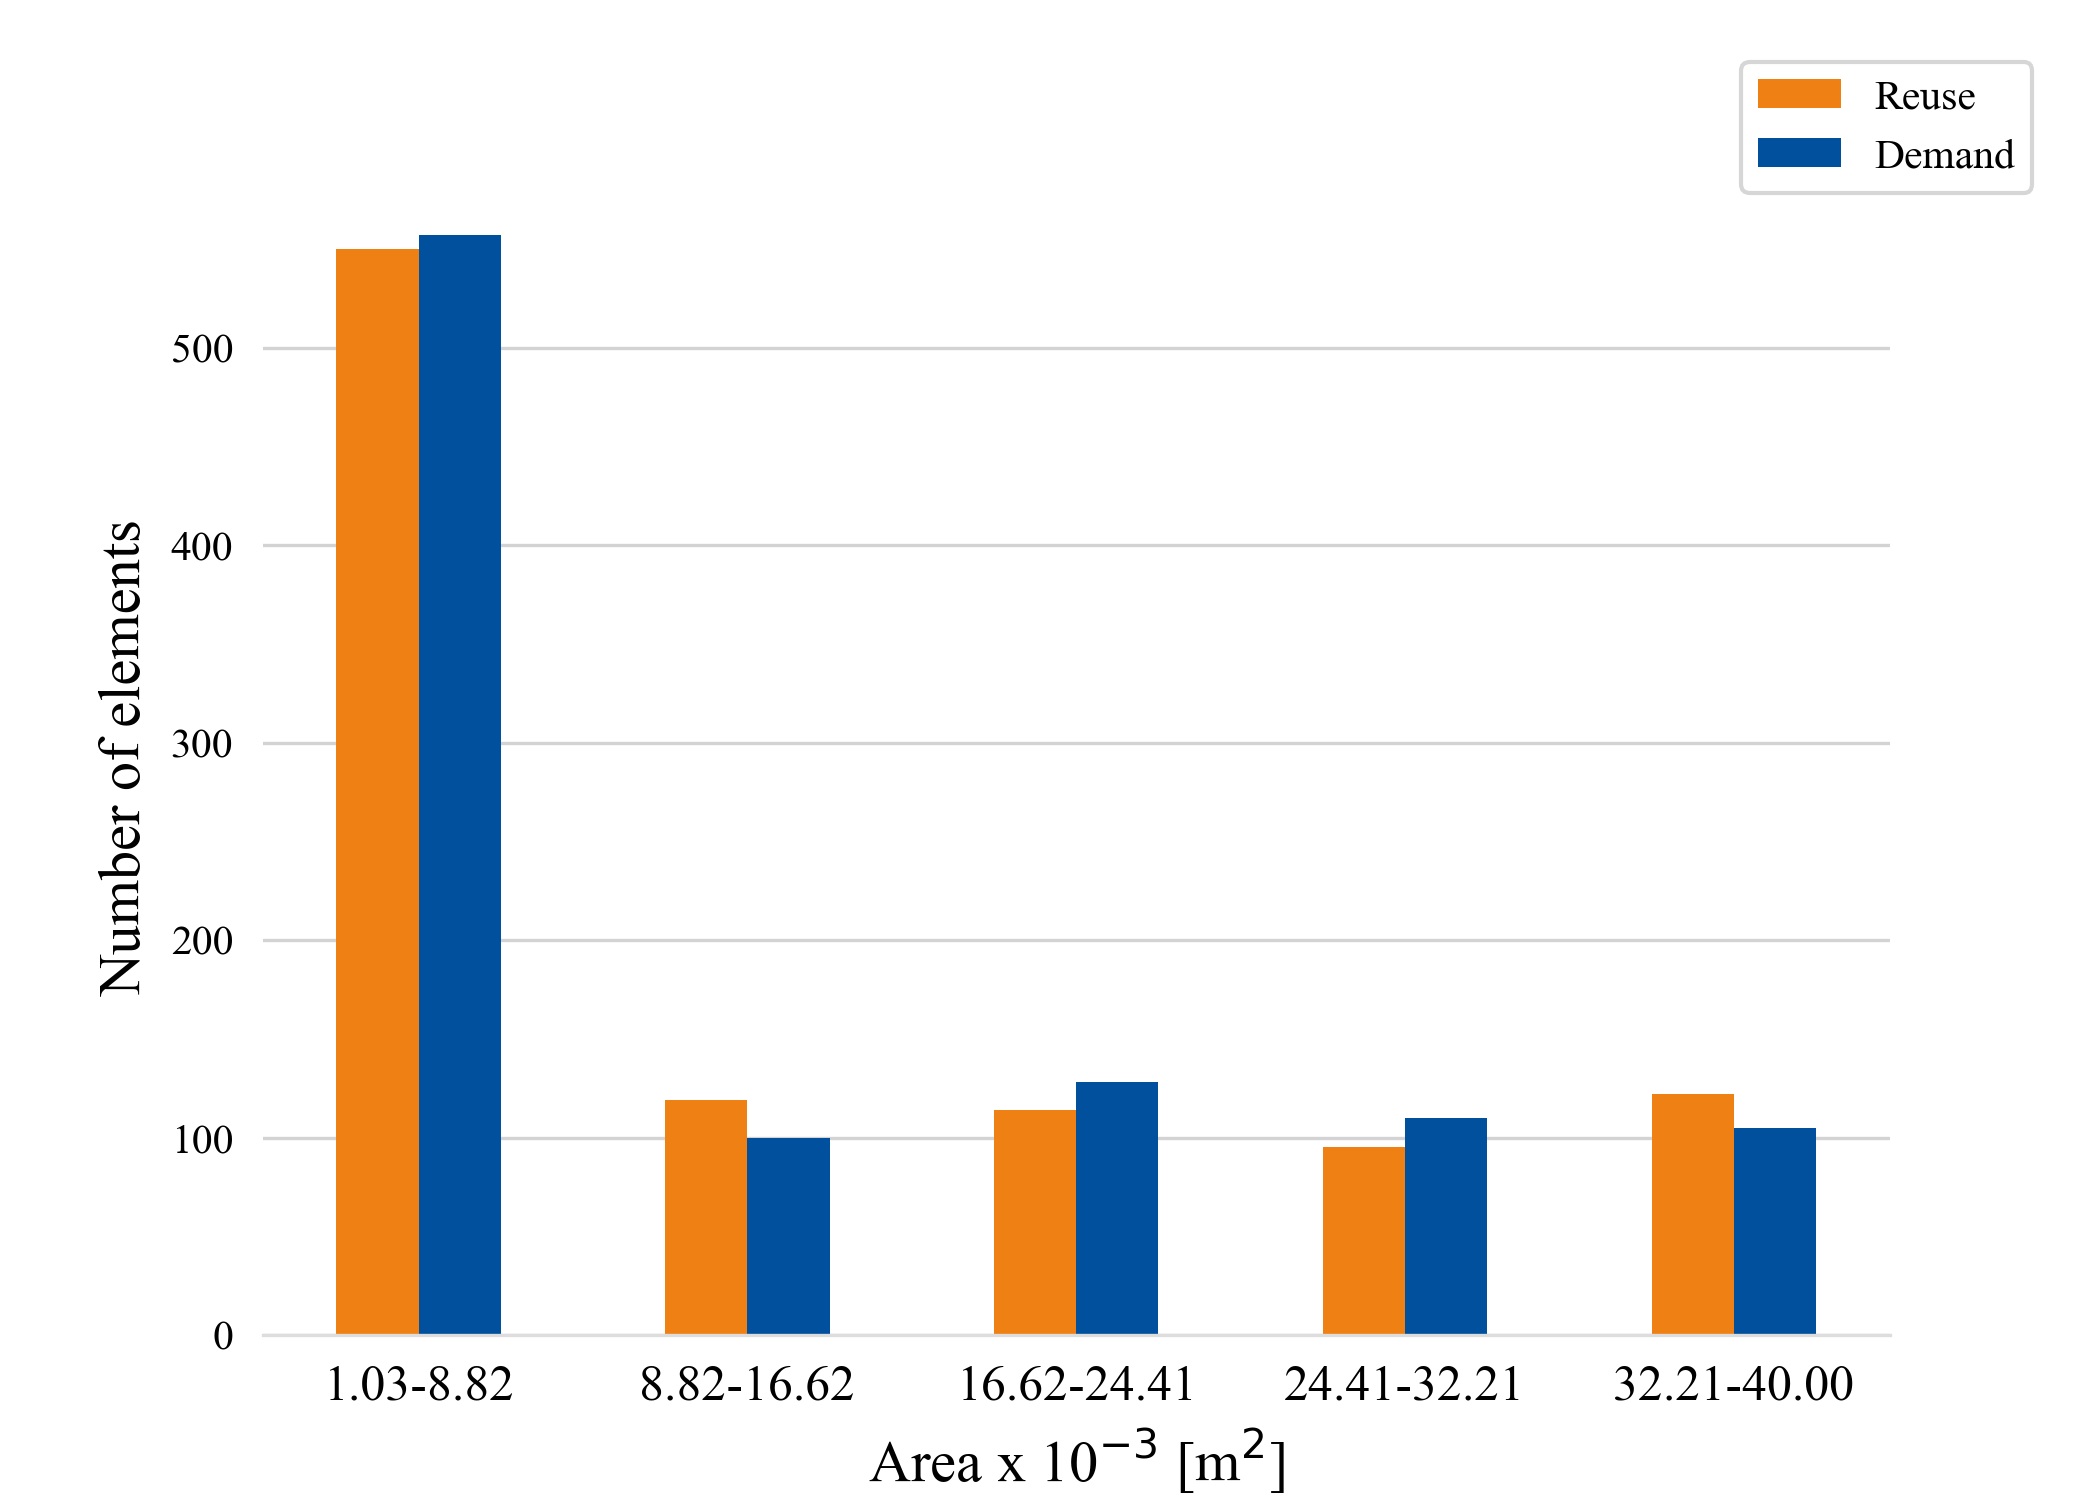 Reuse
Demand
Number of elements
500
400
300
200
100
0
1.03-8.82 8.82-16.62 16.62-24.41 24.41-32.21 32.21-40.00
Area x 10⁻³ [m²]